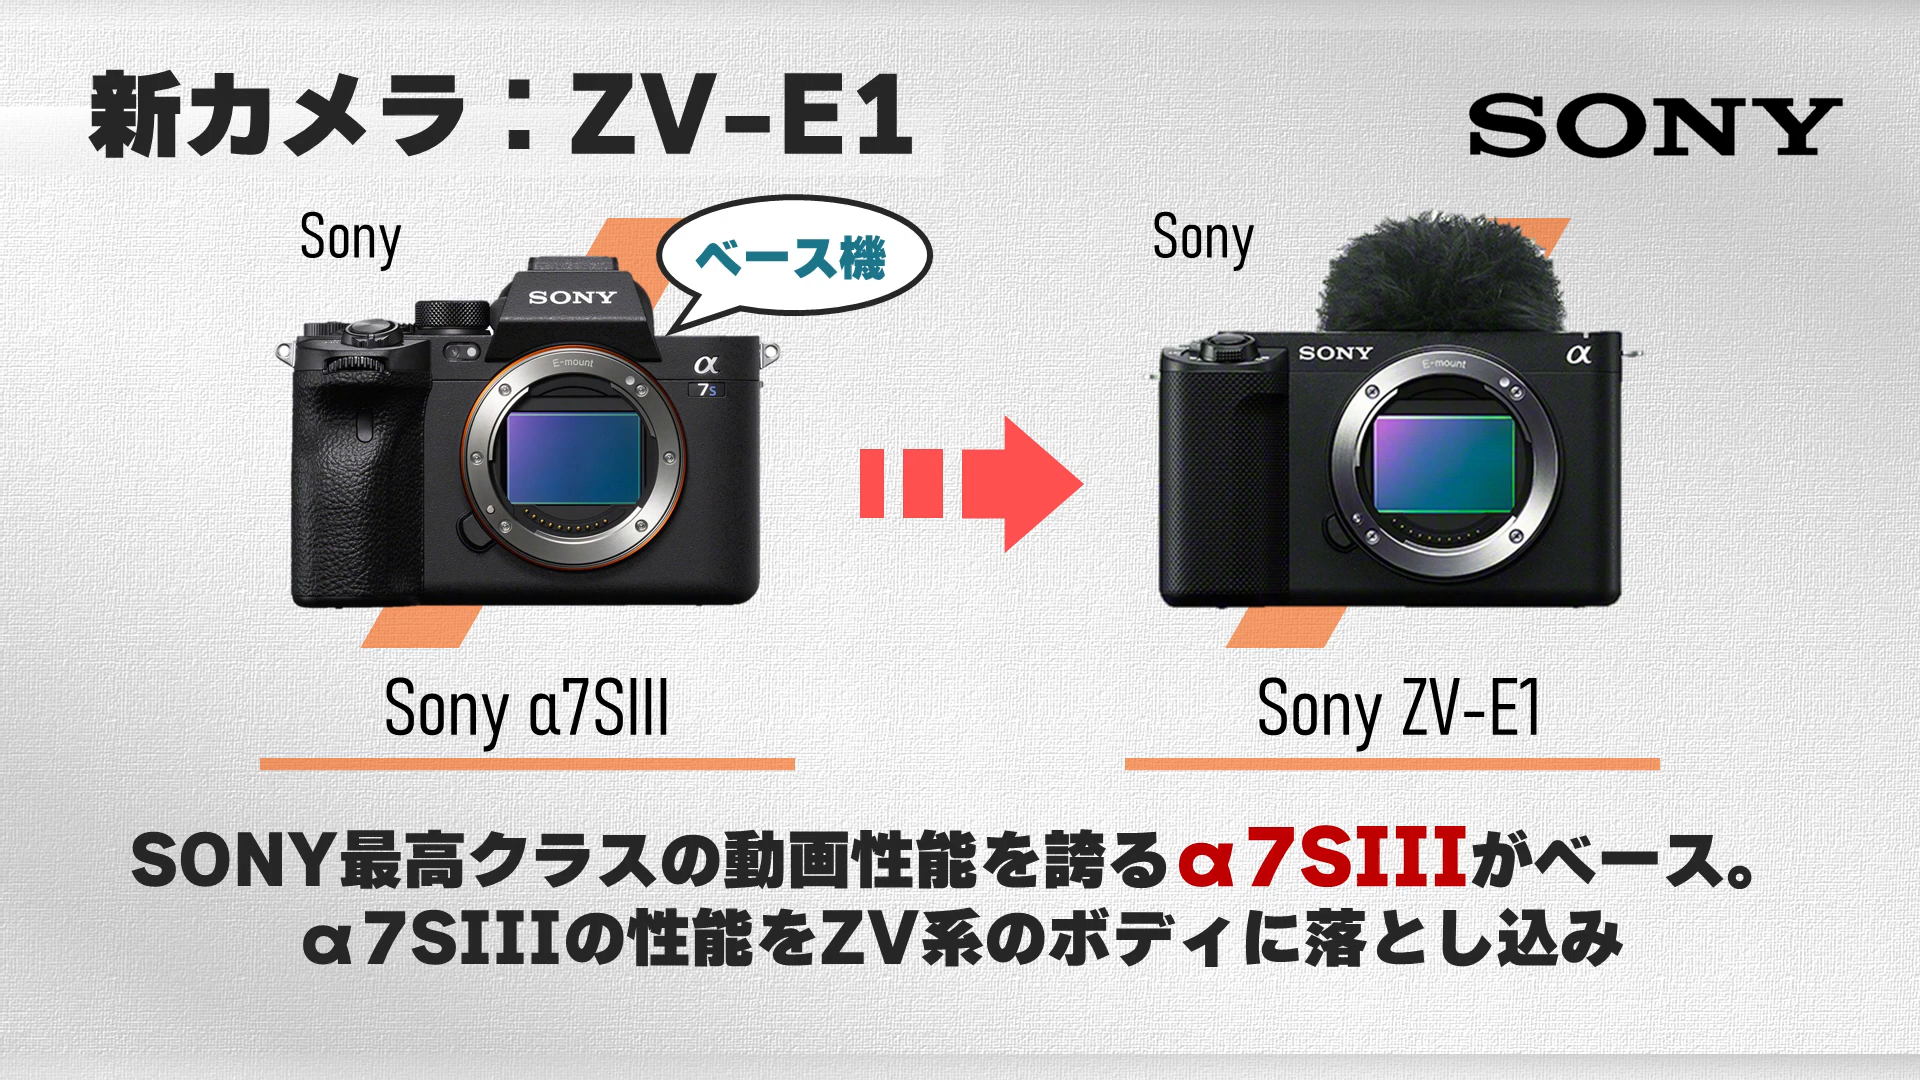 新カメラ：ZV-E1
SONY
Sony
ベース機
Sony
SONY
E-mount
α
7S
SONY
E-mount
α
Sony α7SIII
Sony ZV-E1
SONY最高クラスの動画性能を誇るα7SIIIがベース。
α7SIIIの性能をZV系のボディに落とし込み